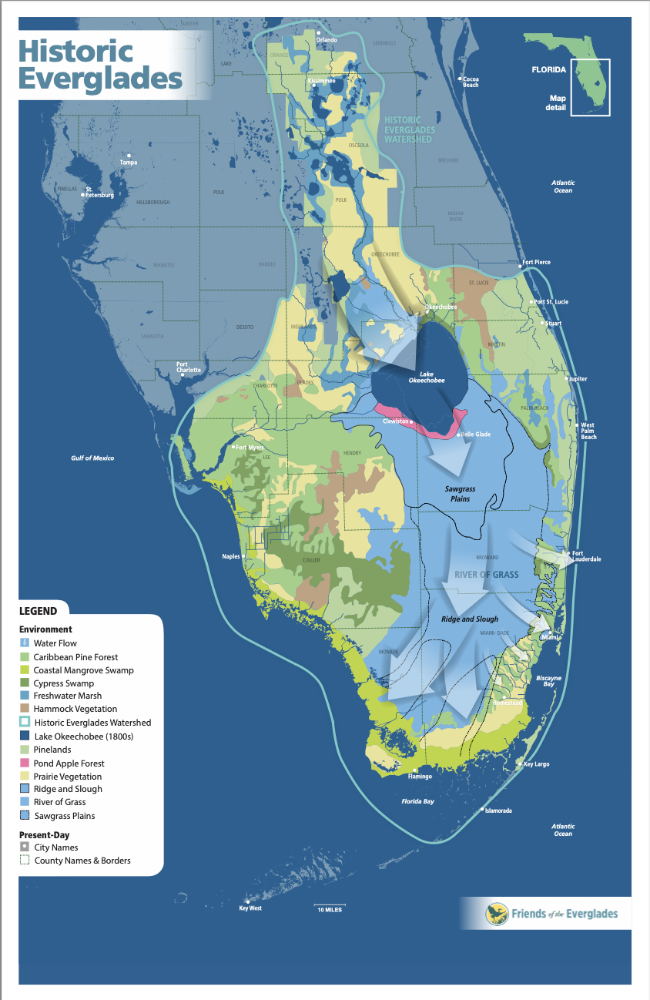 Historic
Everglades
SUMTER
LAKE
ORANGE
Orlando
SEMINOLE
Kissimmee
Cocoa
Beach
FLORIDA
Map
detail
HISTORIC
EVERGLADES
WATERSHED
OSCEOLA
BREVARD
Tampa
PINELLAS
St.
Petersburg
HILLSBOROUGH
POLK
POLK
Atlantic
Ocean
INDIAN
RIVER
MANATEE
HARDEE
OKEECHOBEE
Fort Pierce
ST. LUCIE
Port St. Lucie
Okeechobee
Stuart
SARASOTA
DESOTO
HIGHLANDS
MARTIN
Port
Charlotte
CHARLOTTE
GLADES
Lake
Okeechobee
Jupiter
PALM BEACH
Clewiston
Belle Glade
West
Palm
Beach
Gulf of Mexico
Fort Myers
LEE
HENDRY
Sawgrass
Plains
Naples
COLLIER
BROWARD
Fort
Lauderdale
RIVER OF GRASS
Ridge and Slough
MIAMI- DADE
Miami
MONROE
Biscayne
Bay
Homestead
Key Largo
Flamingo
Florida Bay
Islamorada
Atlantic
Ocean
Key West
10 MILES
LEGEND
Environment
Water Flow
Caribbean Pine Forest
Coastal Mangrove Swamp
Cypress Swamp
Freshwater Marsh
Hammock Vegetation
Historic Everglades Watershed
Lake Okeechobee (1800s)
Pinelands
Pond Apple Forest
Prairie Vegetation
Ridge and Slough
River of Grass
Sawgrass Plains
Present-Day
City Names
County Names & Borders
Friends of the Everglades